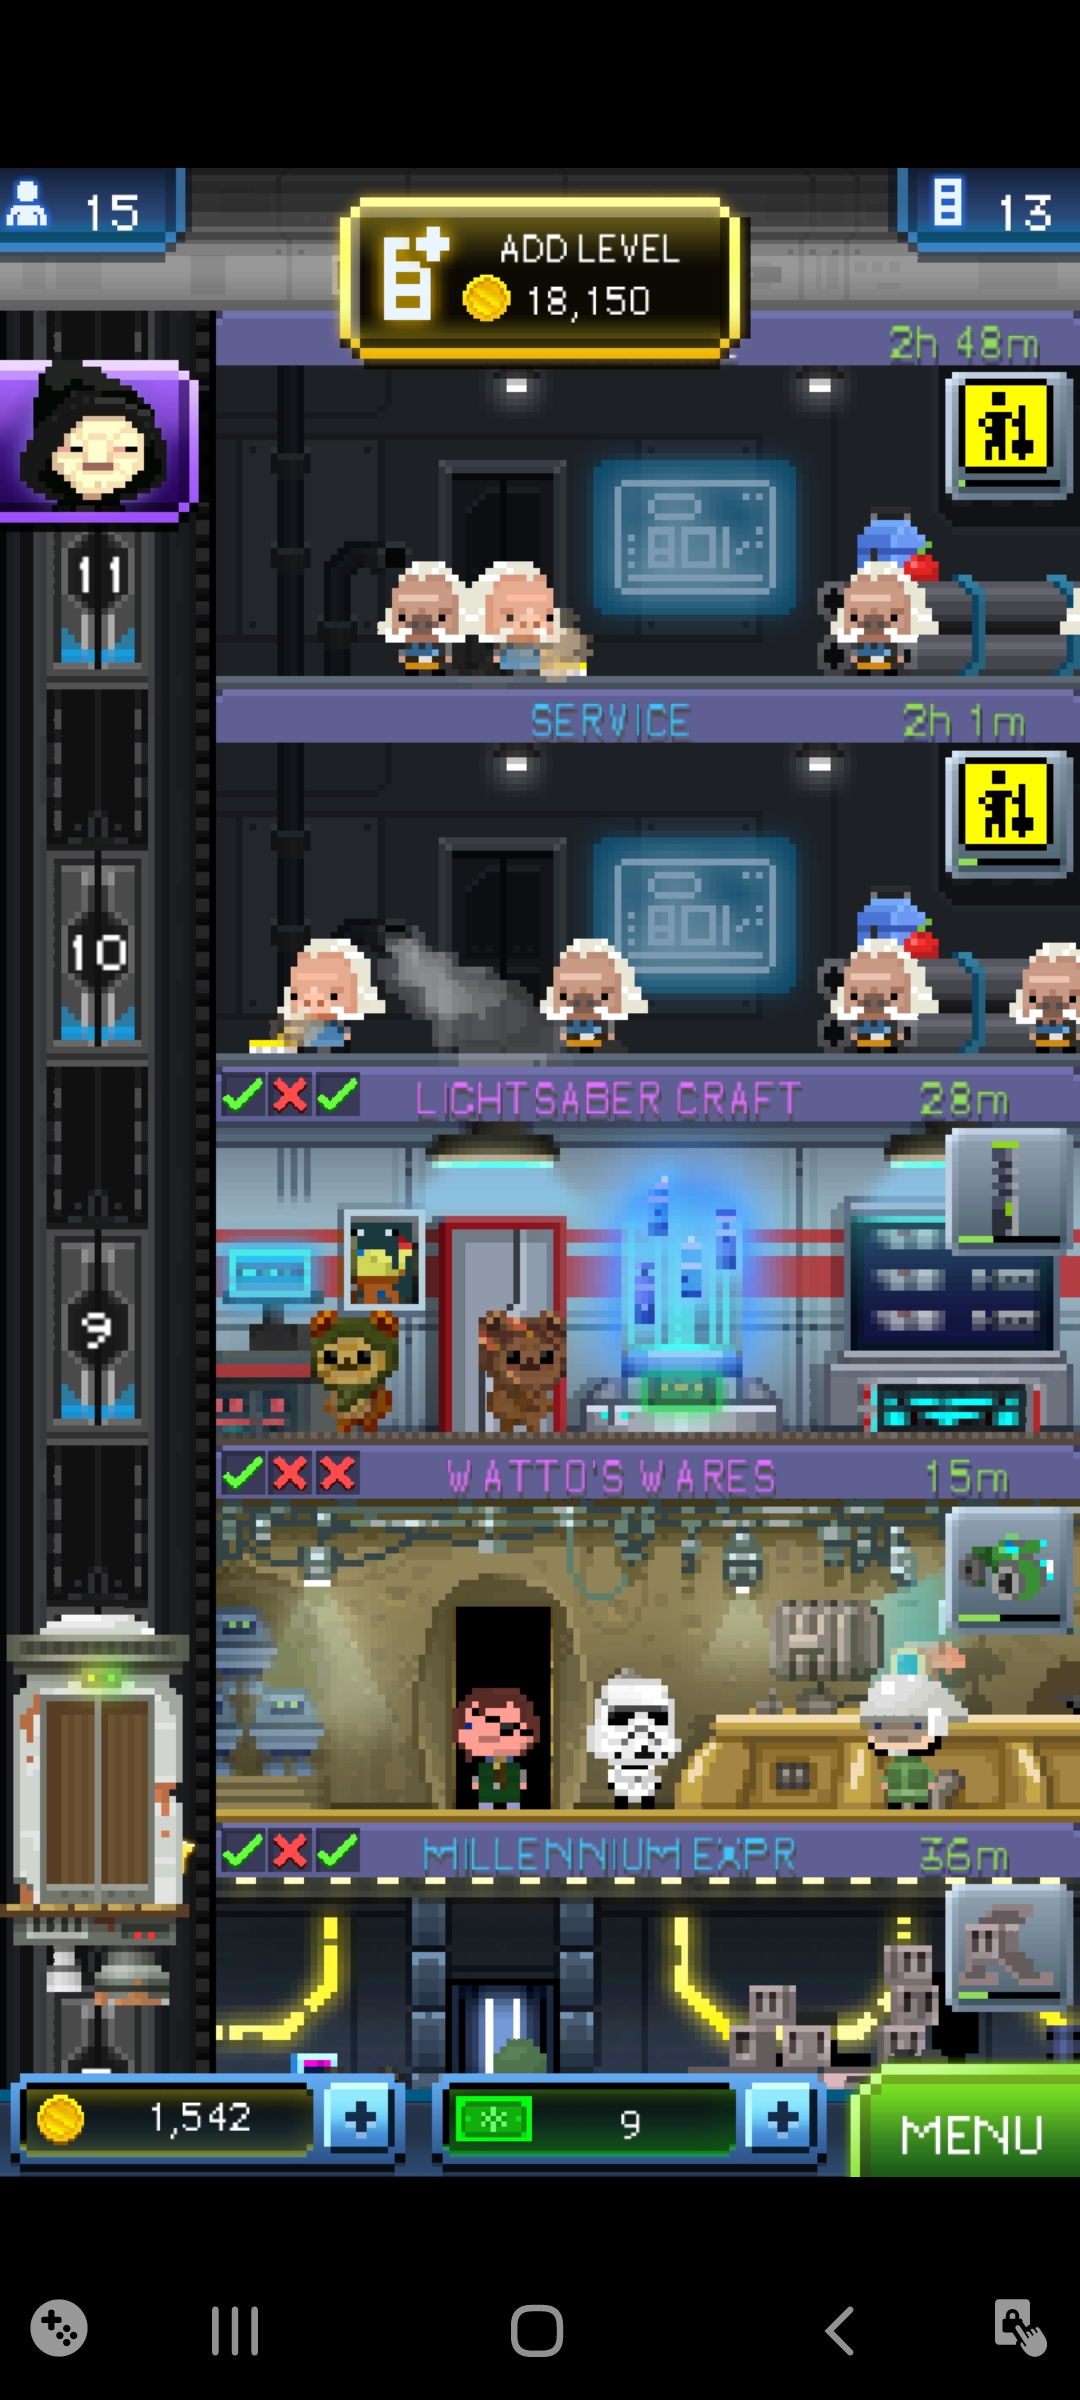 15
ADD LEVEL
18,150
13
2h 48m
11
SERVICE 2h 1m
10
LIGHTSABER CRAFT 28m
9
WATTO'S WARES 15m
MILLENNIUM EXPR 36m
1,542
9
MENU